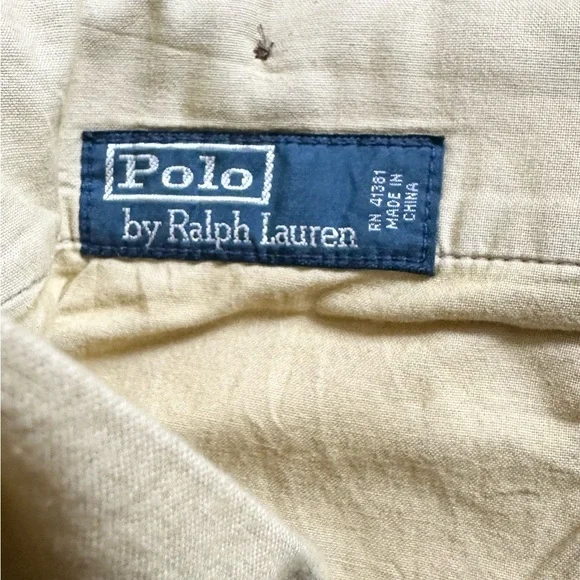 Polo
by Ralph Lauren
RN 41381
MADE IN
CHINA